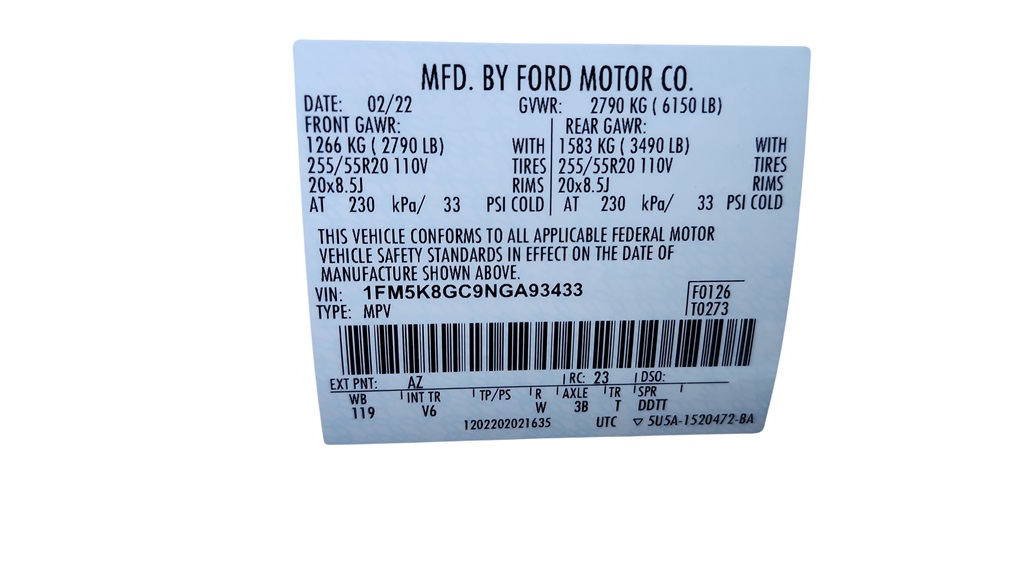 MFD. BY FORD MOTOR CO.
DATE: 02/22 GVWR: 2790 KG ( 6150 LB)
FRONT GAWR: REAR GAWR:
1266 KG ( 2790 LB) WITH 1583 KG ( 3490 LB) WITH
255/55R20 110V TIRES 255/55R20 110V TIRES
20x8.5J RIMS 20x8.5J RIMS
AT 230 kPa/ 33 PSI COLD AT 230 kPa/ 33 PSI COLD
THIS VEHICLE CONFORMS TO ALL APPLICABLE FEDERAL MOTOR
VEHICLE SAFETY STANDARDS IN EFFECT ON THE DATE OF
MANUFACTURE SHOWN ABOVE.
VIN: 1FM5K8GC9NGA93433 F0126
TYPE: MPV T0273
EXT PNT: AZ RC: 23 DSO:
WB INT TR TP/PS R AXLE TR SPR
119 V6 W 3B T DDTT
1202202021635 UTC ▽ 5U5A-1520472-BA